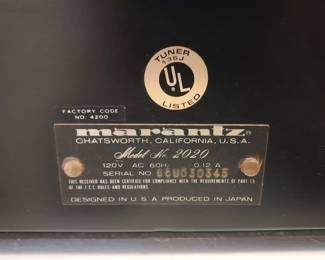 TUNER
136J
UL
LISTED
FACTORY CODE
NO. 4200
marantz®
CHATSWORTH, CALIFORNIA, U.S.A.
Model No. 2020
120V AC 60Hz 0.12 A
SERIAL NO 030345
THIS RECEIVER HAS BEEN CERTIFIED FOR COMPLIANCE WITH THE REQUIREMENTS OF PART 15
OF THE F.C.C RULES AND REGULATIONS.
DESIGNED IN U.S.A PRODUCED IN JAPAN